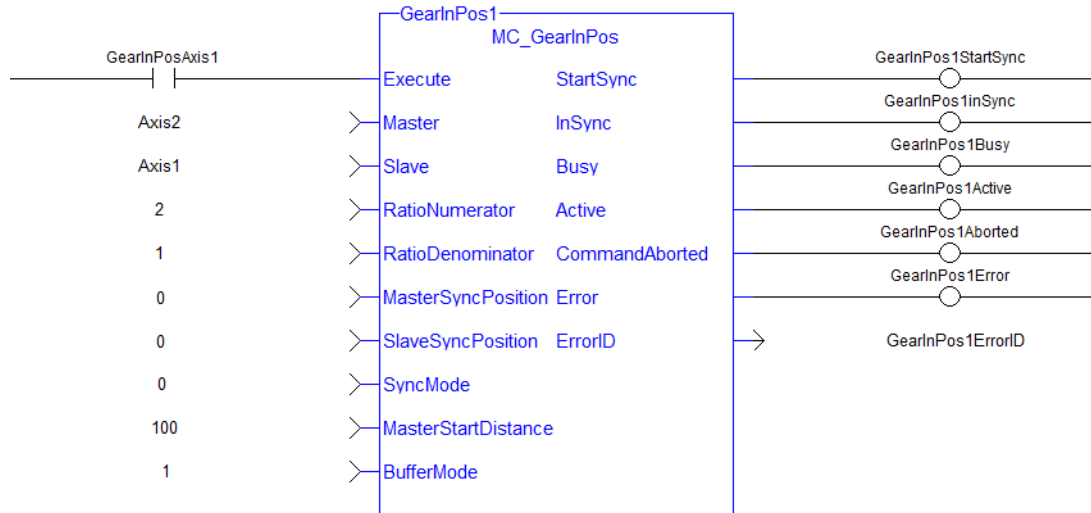 GearInPos1
MC_GearInPos
GearInPosAxis1
Execute StartSync
GearInPos1StartSync
Axis2
Master InSync
GearInPos1inSync
Axis1
Slave Busy
GearInPos1Busy
2
RatioNumerator Active
GearInPos1Active
1
RatioDenominator CommandAborted
GearInPos1Aborted
0
MasterSyncPosition Error
GearInPos1Error
0
SlaveSyncPosition ErrorID
GearInPos1ErrorID
0
SyncMode
100
MasterStartDistance
1
BufferMode